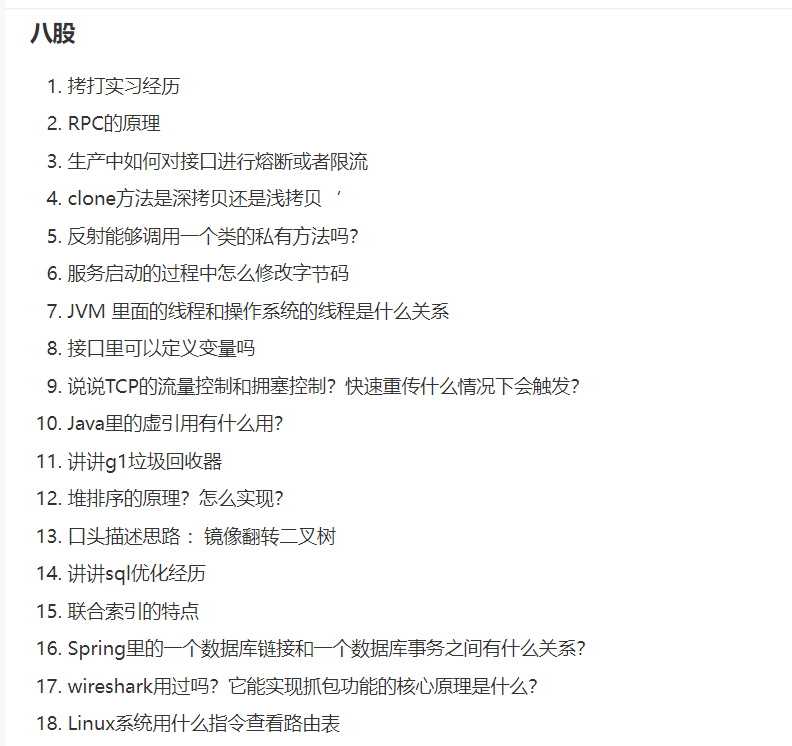 八股
1. 拷打实习经历
2. RPC的原理
3. 生产中如何对接口进行熔断或者限流
4. clone方法是深拷贝还是浅拷贝 ‘
5. 反射能够调用一个类的私有方法吗？
6. 服务启动的过程中怎么修改字节码
7. JVM 里面的线程和操作系统的线程是什么关系
8. 接口里可以定义变量吗
9. 说说TCP的流量控制和拥塞控制？快速重传什么情况下会触发？
10. Java里的虚引用有什么用？
11. 讲讲g1垃圾回收器
12. 堆排序的原理？怎么实现？
13. 口头描述思路 ：镜像翻转二叉树
14. 讲讲sql优化经历
15. 联合索引的特点
16. Spring里的一个数据库链接和一个数据库事务之间有什么关系？
17. wireshark用过吗？它能实现抓包功能的核心原理是什么？
18. Linux系统用什么指令查看路由表